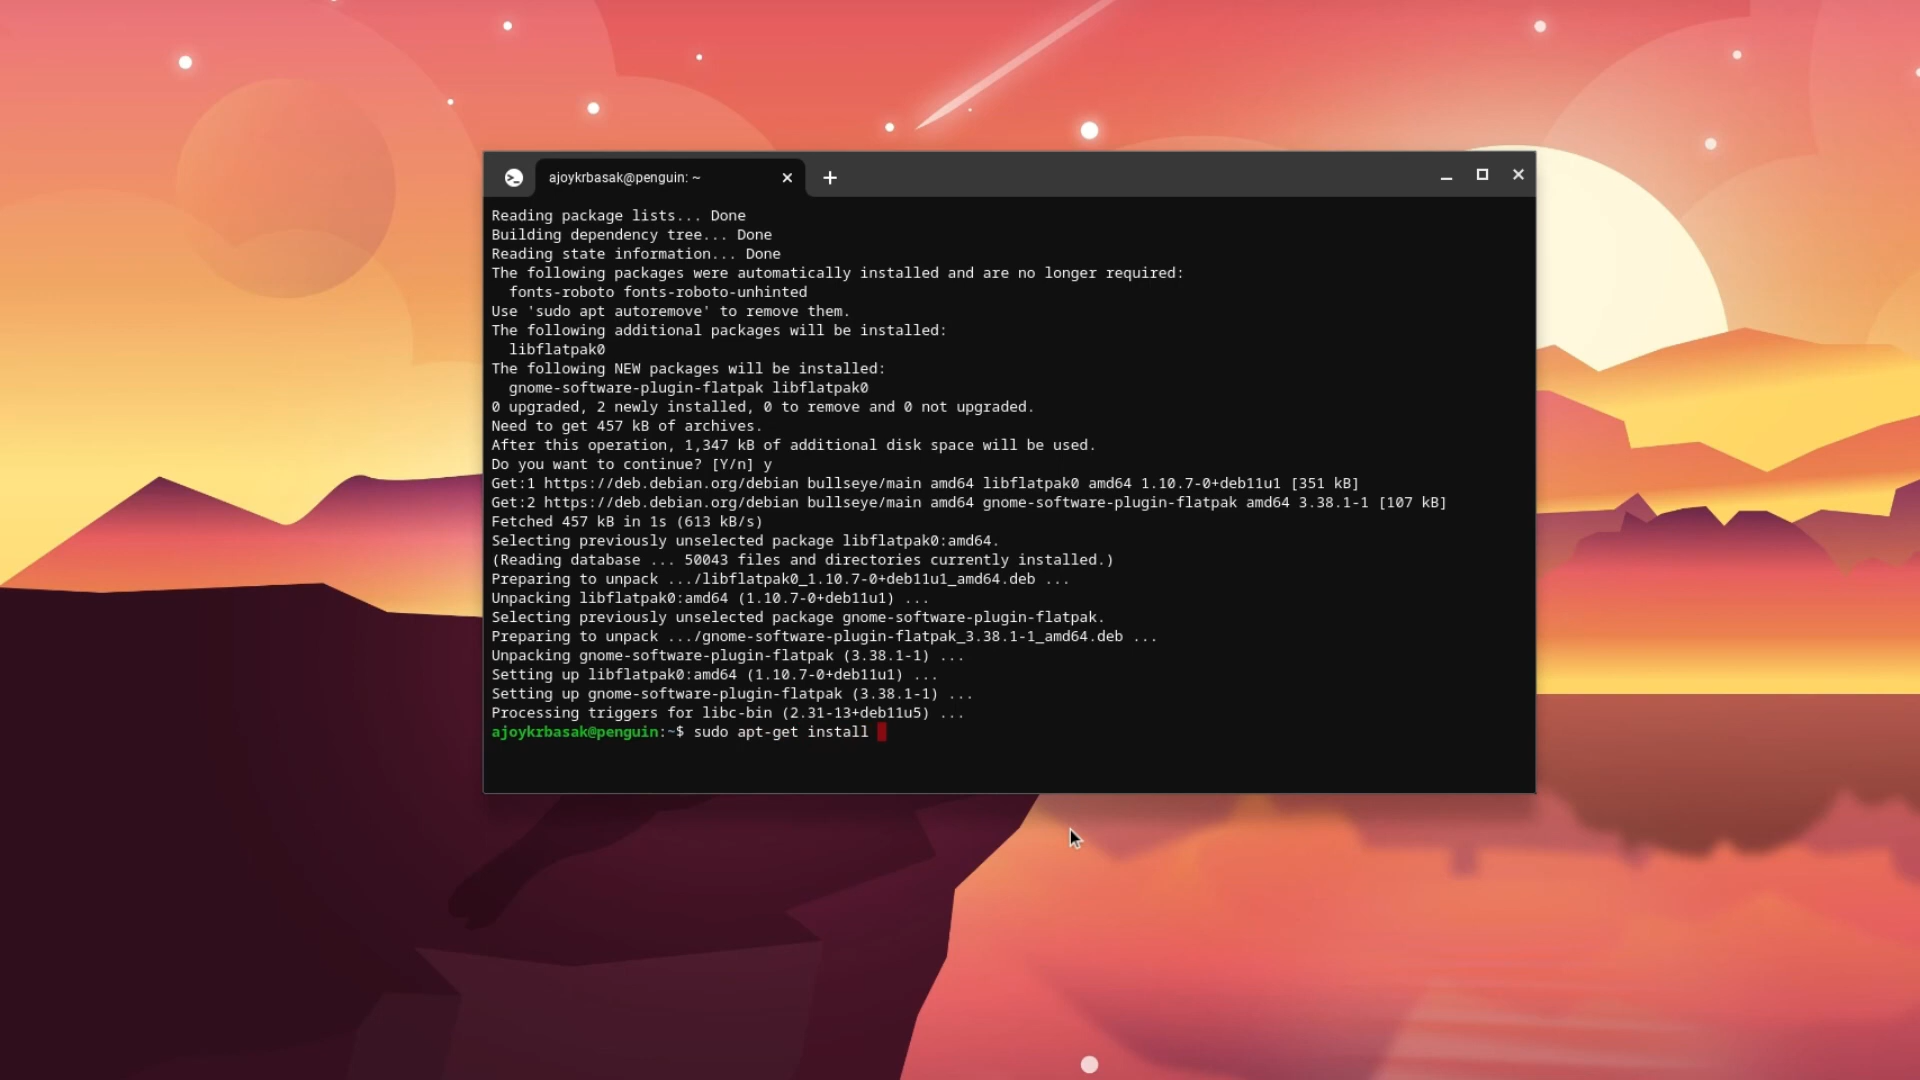 ajoykrbasak@penguin: ~
Reading package lists... Done
Building dependency tree... Done
Reading state information... Done
The following packages were automatically installed and are no longer required:
  fonts-roboto fonts-roboto-unhinted
Use 'sudo apt autoremove' to remove them.
The following additional packages will be installed:
  libflatpak0
The following NEW packages will be installed:
  gnome-software-plugin-flatpak libflatpak0
0 upgraded, 2 newly installed, 0 to remove and 0 not upgraded.
Need to get 457 kB of archives.
After this operation, 1,347 kB of additional disk space will be used.
Do you want to continue? [Y/n] y
Get:1 https://deb.debian.org/debian bullseye/main amd64 libflatpak0 amd64 1.10.7-0+deb11u1 [351 kB]
Get:2 https://deb.debian.org/debian bullseye/main amd64 gnome-software-plugin-flatpak amd64 3.38.1-1 [107 kB]
Fetched 457 kB in 1s (613 kB/s)
Selecting previously unselected package libflatpak0:amd64.
(Reading database ... 50043 files and directories currently installed.)
Preparing to unpack .../libflatpak0_1.10.7-0+deb11u1_amd64.deb ...
Unpacking libflatpak0:amd64 (1.10.7-0+deb11u1) ...
Selecting previously unselected package gnome-software-plugin-flatpak.
Preparing to unpack .../gnome-software-plugin-flatpak_3.38.1-1_amd64.deb ...
Unpacking gnome-software-plugin-flatpak (3.38.1-1) ...
Setting up libflatpak0:amd64 (1.10.7-0+deb11u1) ...
Setting up gnome-software-plugin-flatpak (3.38.1-1) ...
Processing triggers for libc-bin (2.31-13+deb11u5) ...
ajoykrbasak@penguin:~$ sudo apt-get install